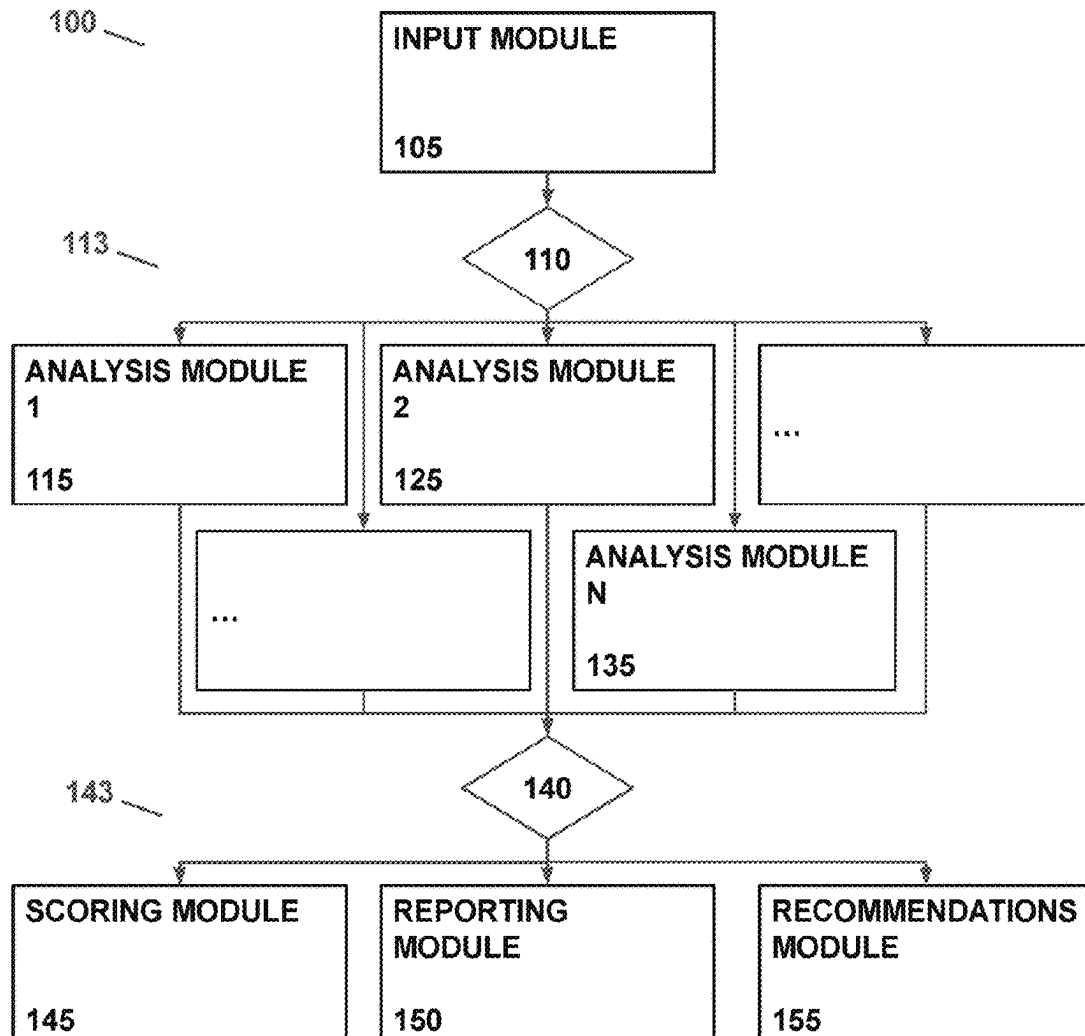 100
INPUT MODULE
105
113
110
ANALYSIS MODULE
1
115
ANALYSIS MODULE
2
125
...
...
ANALYSIS MODULE
N
135
143
140
SCORING MODULE
145
REPORTING
MODULE
150
RECOMMENDATIONS
MODULE
155